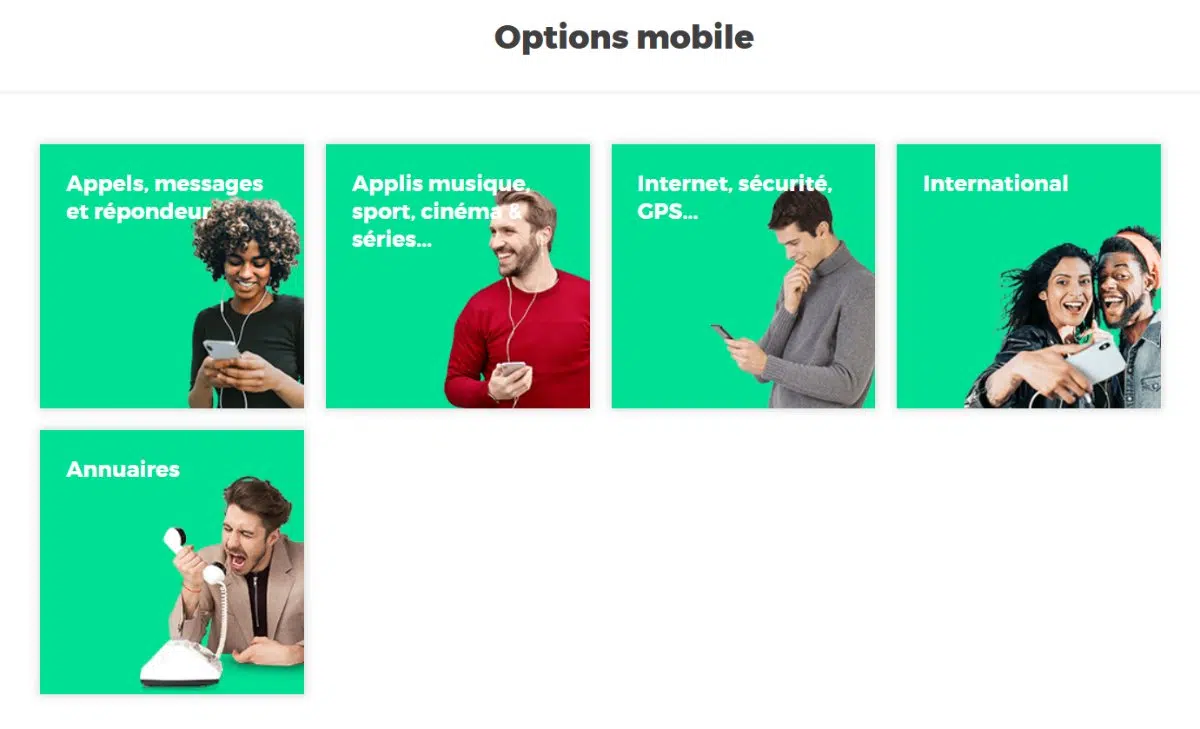 Options mobile
Appels, messages
et répondeur
Applis musique,
sport, cinéma &
séries...
Internet, sécurité,
GPS...
International
Annuaires